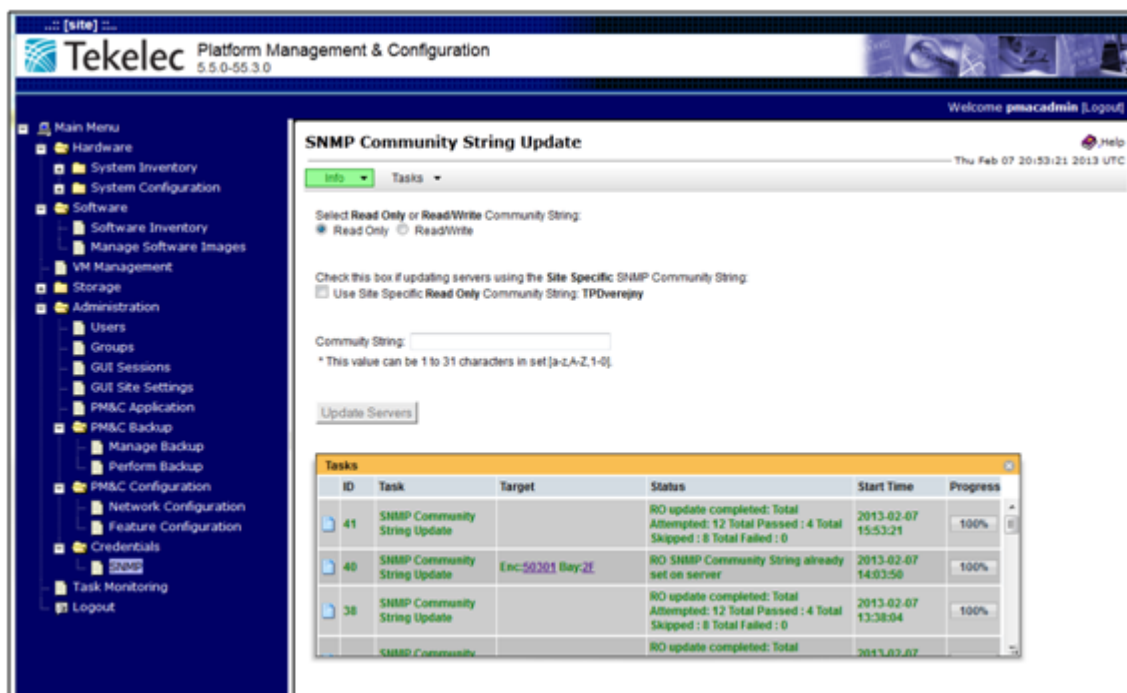 ..:: [site] ::..
Tekelec Platform Management & Configuration
5.5.0-55.3.0
Welcome pmacadmin [Logout]
Main Menu
Hardware
System Inventory
System Configuration
Software
Software Inventory
Manage Software Images
VM Management
Storage
Administration
Users
Groups
GUI Sessions
GUI Site Settings
PM&C Application
PM&C Backup
Manage Backup
Perform Backup
PM&C Configuration
Network Configuration
Feature Configuration
Credentials
SNMP
Task Monitoring
Logout
SNMP Community String Update
Help
Thu Feb 07 20:53:21 2013 UTC
Info Tasks
Select Read Only or Read/Write Community String:
Read Only Read/Write
Check this box if updating servers using the Site Specific SNMP Community String:
Use Site Specific Read Only Community String: TPDverejny
Commuity String:
* This value can be 1 to 31 characters in set [a-z,A-Z,1-0].
Update Servers
Tasks
ID Task Target Status Start Time Progress
41 SNMP Community String Update RO update completed: Total Attempted: 12 Total Passed : 4 Total Skipped : 8 Total Failed : 0 2013-02-07 15:53:21 100%
40 SNMP Community String Update Enc:50301 Bay:2F RO SNMP Community String already set on server 2013-02-07 14:03:50 100%
38 SNMP Community String Update RO update completed: Total Attempted: 12 Total Passed : 4 Total Skipped : 8 Total Failed : 0 2013-02-07 13:38:04 100%
SNMP Community RO update completed: Total 2013-02-07